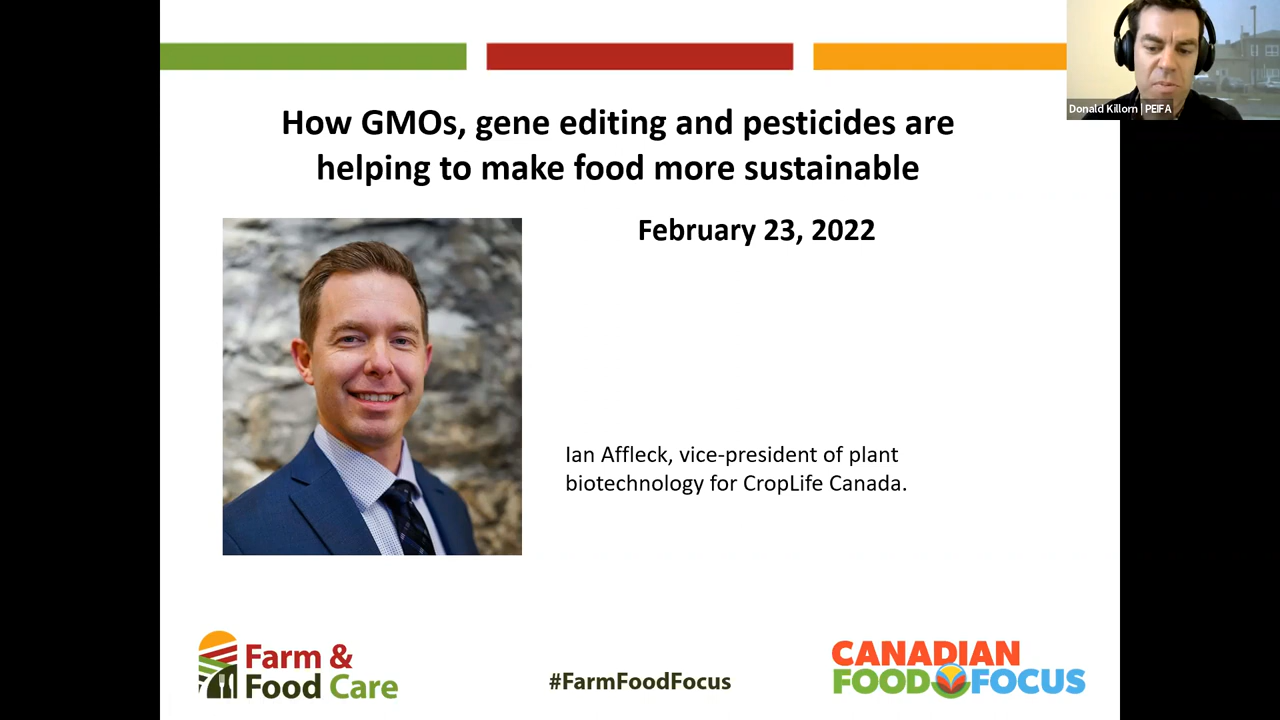 How GMOs, gene editing and pesticides are
helping to make food more sustainable
February 23, 2022
Donald Killorn | PEIFA
Ian Affleck, vice-president of plant
biotechnology for CropLife Canada.
Farm &
Food Care
#FarmFoodFocus
CANADIAN
FOOD FOCUS